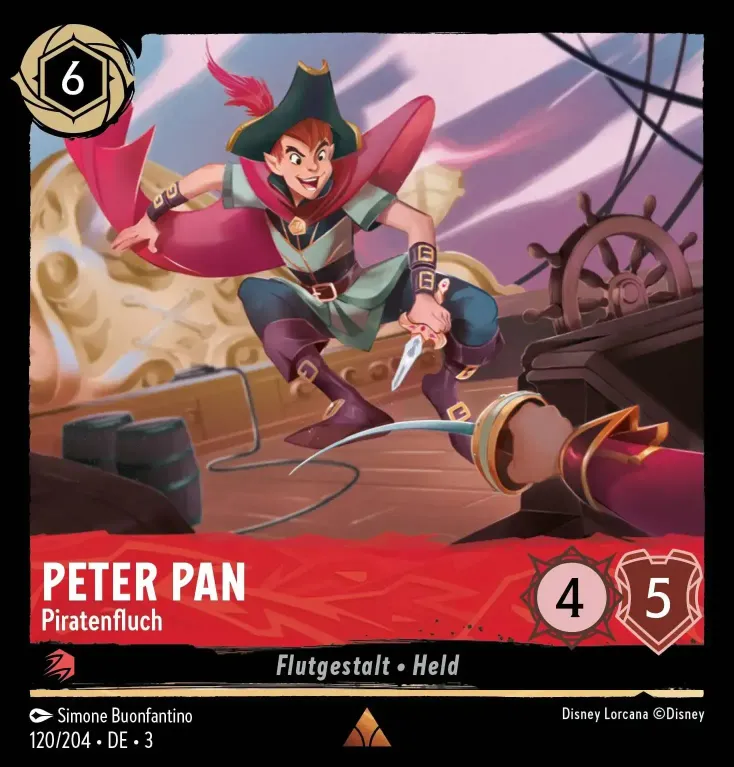 6
PETER PAN
Piratenfluch
4
5
Flutgestalt • Held
Simone Buonfantino
Disney Lorcana ©Disney
120/204 • DE • 3